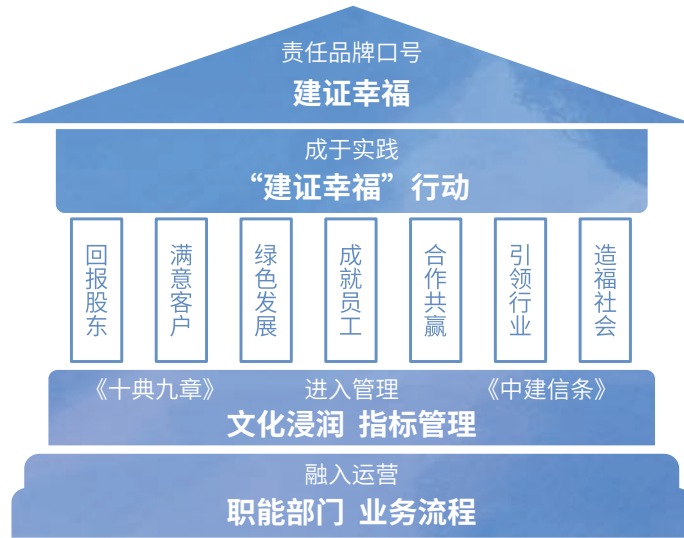 责任品牌口号
建证幸福
成于实践
“建证幸福”行动
回报股东
满意客户
绿色发展
成就员工
合作共赢
引领行业
造福社会
《十典九章》 进入管理 《中建信条》
文化浸润 指标管理
融入运营
职能部门 业务流程